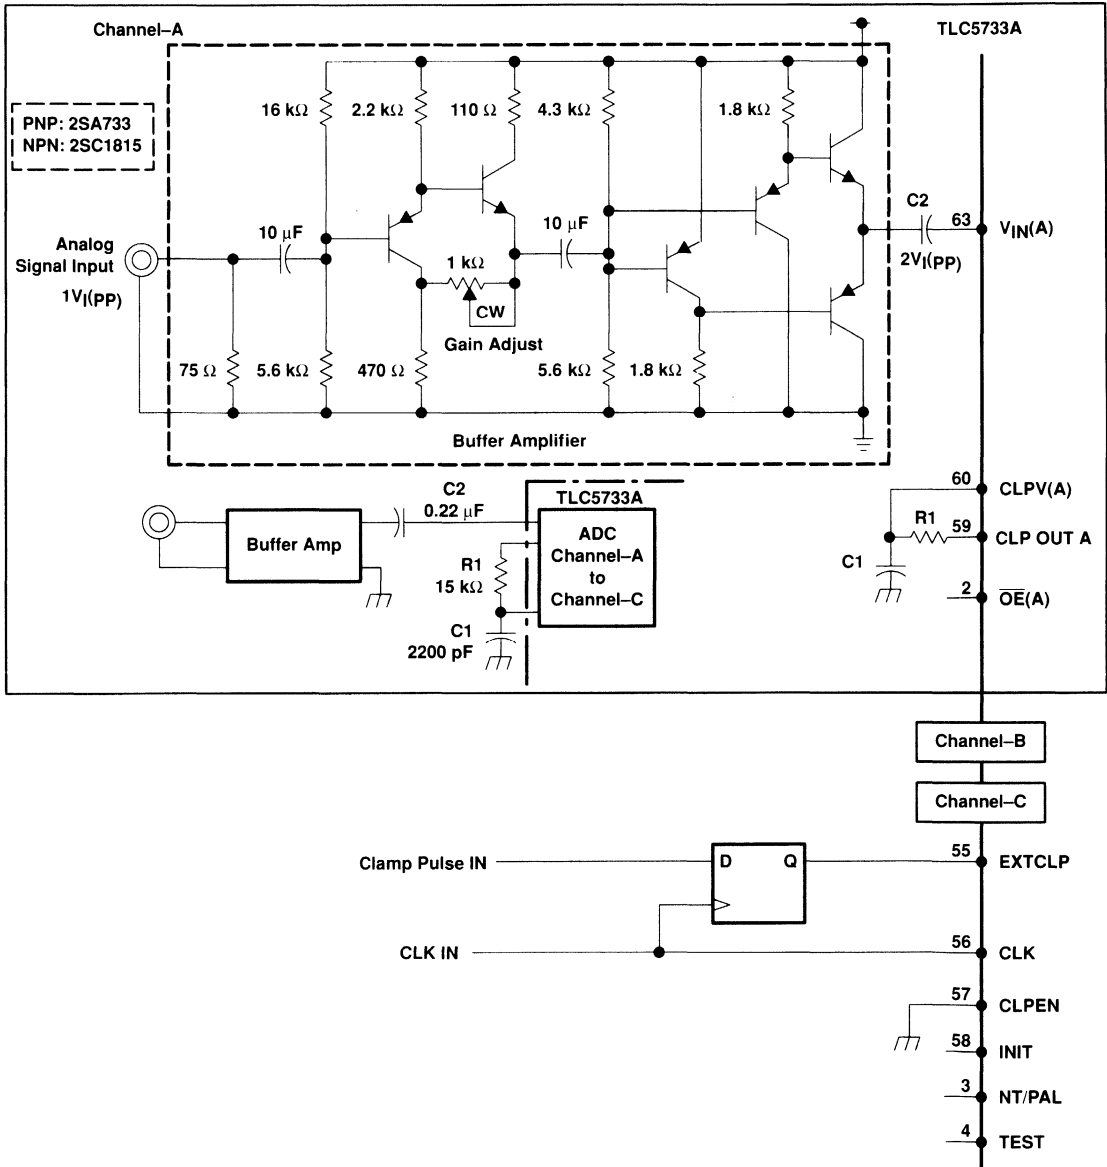 Channel–A
TLC5733A
PNP: 2SA733
NPN: 2SC1815
16 kΩ
2.2 kΩ
110 Ω
4.3 kΩ
1.8 kΩ
Analog
Signal Input
1VI(PP)
10 μF
1 kΩ
CW
Gain Adjust
10 μF
C2
2VI(PP)
63
VIN(A)
75 Ω
5.6 kΩ
470 Ω
5.6 kΩ
1.8 kΩ
Buffer Amplifier
C2
0.22 μF
TLC5733A
Buffer Amp
R1
15 kΩ
C1
2200 pF
ADC
Channel–A
to
Channel–C
60
CLPV(A)
R1
59
CLP OUT A
C1
2
OE(A)
Channel–B
Channel–C
Clamp Pulse IN
D
Q
55
EXTCLP
CLK IN
56
CLK
57
CLPEN
58
INIT
3
NT/PAL
4
TEST